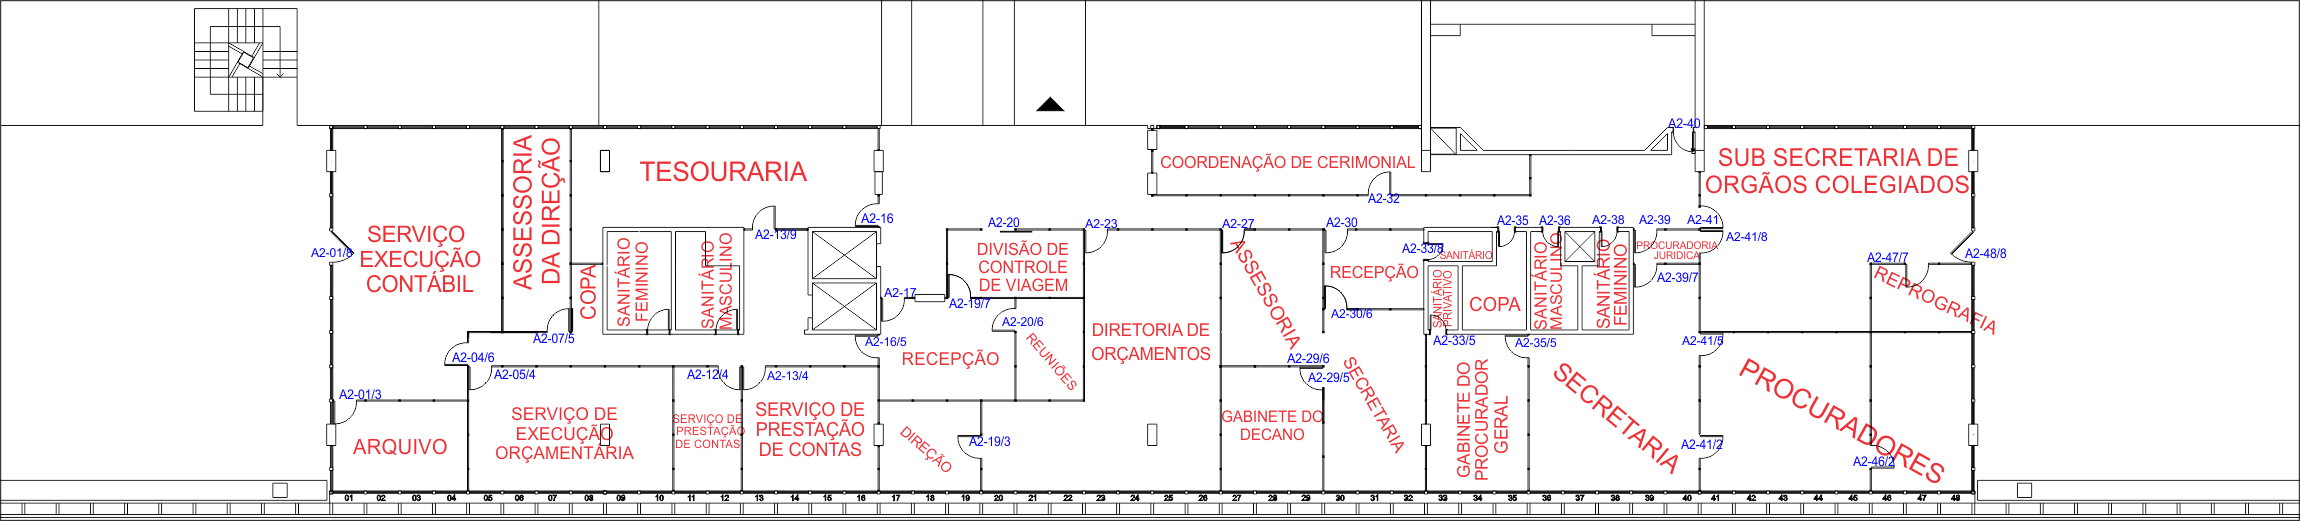 A2-40
ASSESSORIA
DA DIREÇÃO
TESOURARIA
COORDENAÇÃO DE CERIMONIAL
SUB SECRETARIA DE
ORGÃOS COLEGIADOS
A2-32
A2-16
A2-13/9
A2-20
A2-23
A2-27
A2-30
A2-35
A2-36
A2-38
A2-39
A2-41
A2-41/8
A2-01/8
SERVIÇO
EXECUÇÃO
CONTÁBIL
COPA
SANITÁRIO
FEMININO
SANITÁRIO
MASCULINO
DIVISÃO DE
CONTROLE
DE VIAGEM
ASSESSORIA
RECEPÇÃO
A2-33/8
SANITÁRIO
SANITÁRIO
PRIVATIVO
COPA
SANITÁRIO
MASCULINO
SANITÁRIO
FEMININO
PROCURADORIA
JURIDICA
A2-39/7
A2-47/7
A2-48/8
REPROGRAFIA
A2-17
A2-19/7
A2-20/6
A2-30/6
A2-07/5
A2-16/5
A2-33/5
A2-35/5
A2-41/5
DIRETORIA DE
ORÇAMENTOS
RECEPÇÃO
REUNIÕES
A2-04/6
A2-05/4
A2-12/4
A2-13/4
A2-29/6
A2-29/5
SECRETARIA
GABINETE DO
PROCURADOR
GERAL
SECRETARIA
PROCURADORES
A2-01/3
ARQUIVO
SERVIÇO DE
EXECUÇÃO
ORÇAMENTÁRIA
SERVIÇO DE
PRESTAÇÃO
DE CONTAS
SERVIÇO DE
PRESTAÇÃO
DE CONTAS
DIREÇÃO
A2-19/3
GABINETE DO
DECANO
A2-41/2
A2-46/2
01 02 03 04 05 06 07 08 09 10 11 12 13 14 15 16 17 18 19 20 21 22 23 24 25 26 27 28 29 30 31 32 33 34 35 36 37 38 39 40 41 42 43 44 45 46 47 48